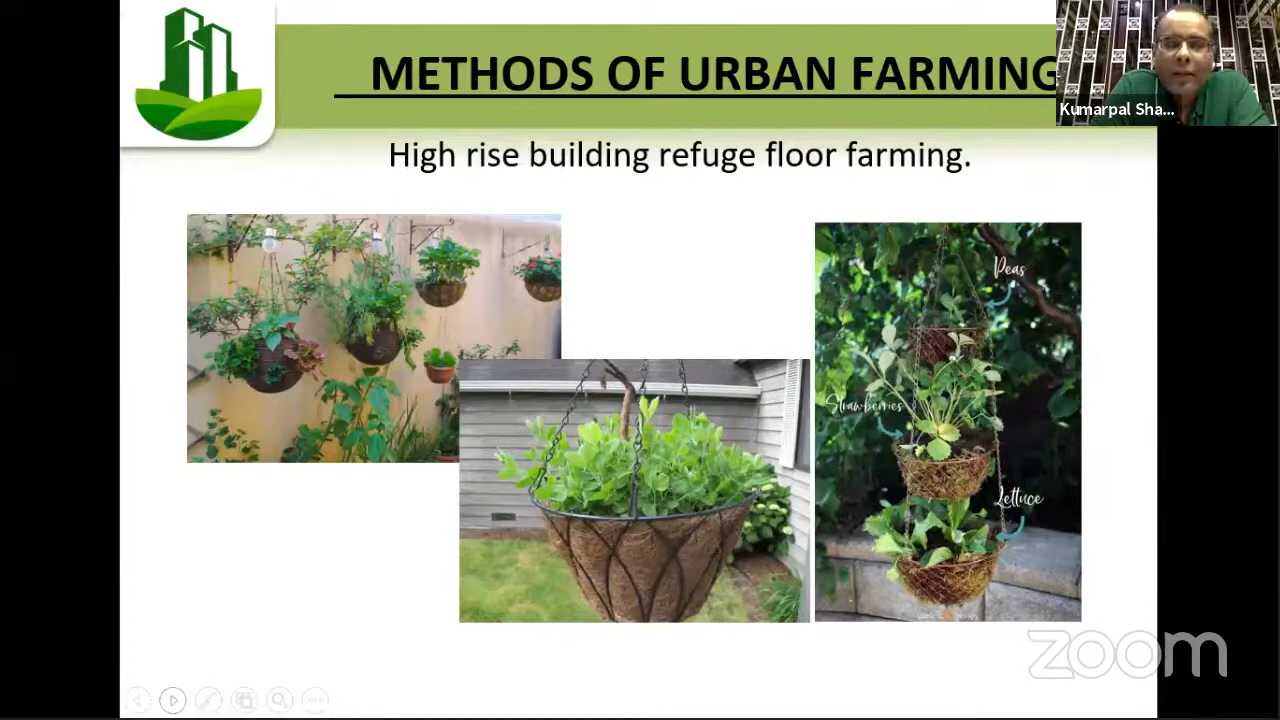 METHODS OF URBAN FARMING
Kumarpal Sha...
High rise building refuge floor farming.
Peas
Strawberries
Lettuce
zoom